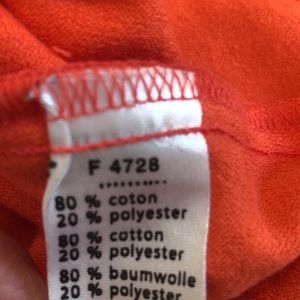 F 4728
..........
80 % coton
20 % polyester
80 % cotton
20 % polyester
80 % baumwolle
20 % polyester